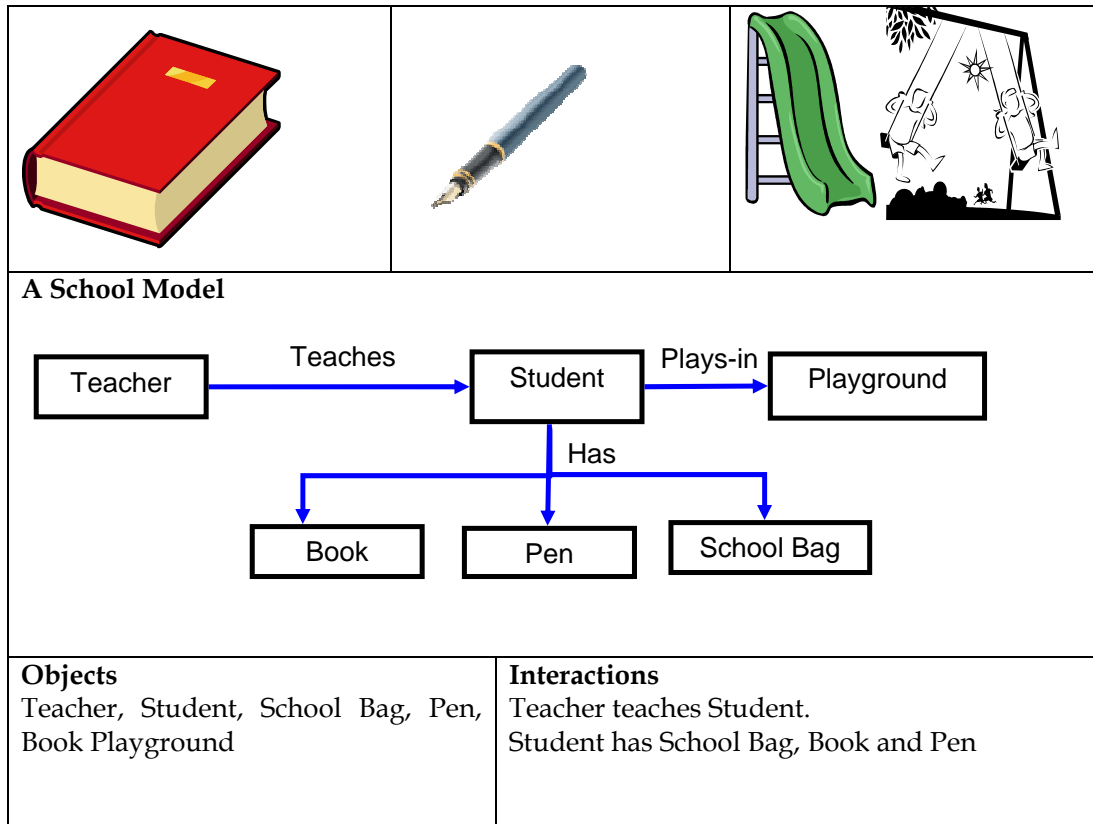 A School Model
Teaches
Plays-in
Teacher
Student
Playground
Has
Book
Pen
School Bag
Objects
Teacher, Student, School Bag, Pen,
Book Playground
Interactions
Teacher teaches Student.
Student has School Bag, Book and Pen